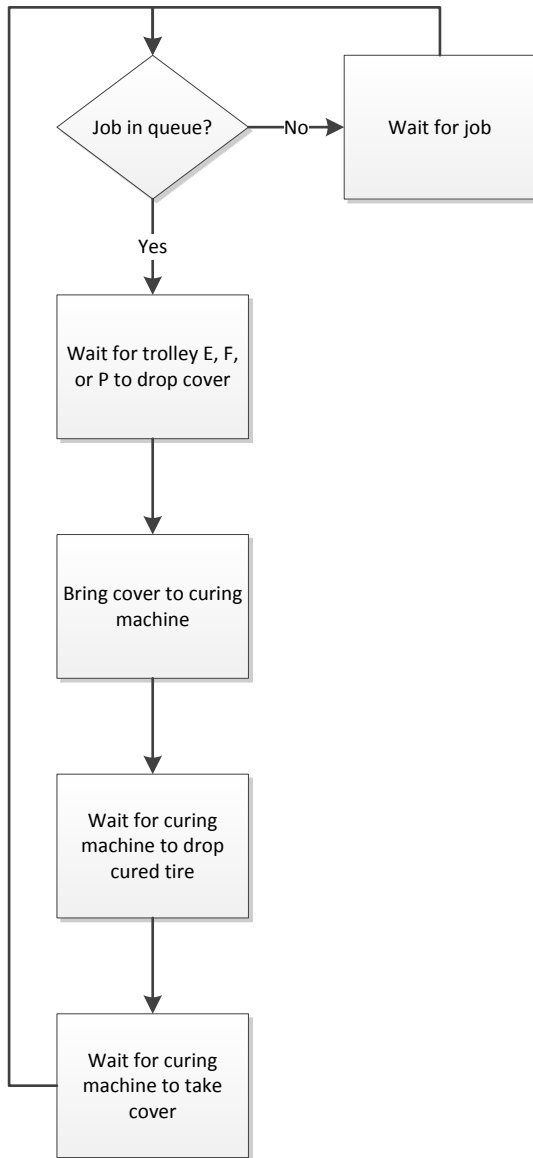 Job in queue?
No
Wait for job
Yes
Wait for trolley E, F,
or P to drop cover
Bring cover to curing
machine
Wait for curing
machine to drop
cured tire
Wait for curing
machine to take
cover